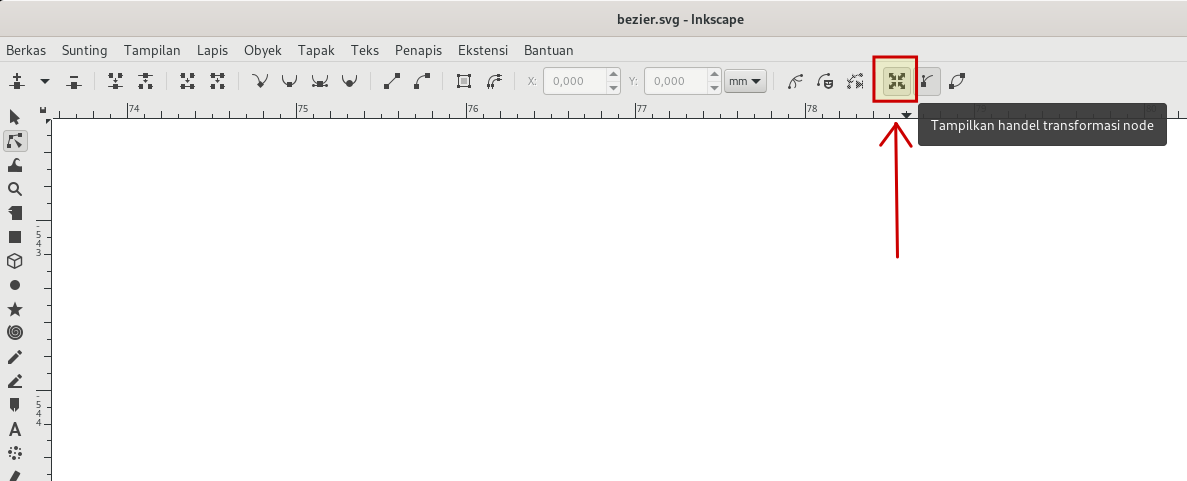 bezier.svg - Inkscape
Berkas Sunting Tampilan Lapis Obyek Tapak Teks Penapis Ekstensi Bantuan
X: 0,000 Y: 0,000 mm
74 75 76 77 78
Tampilkan handel transformasi node
-543
-544